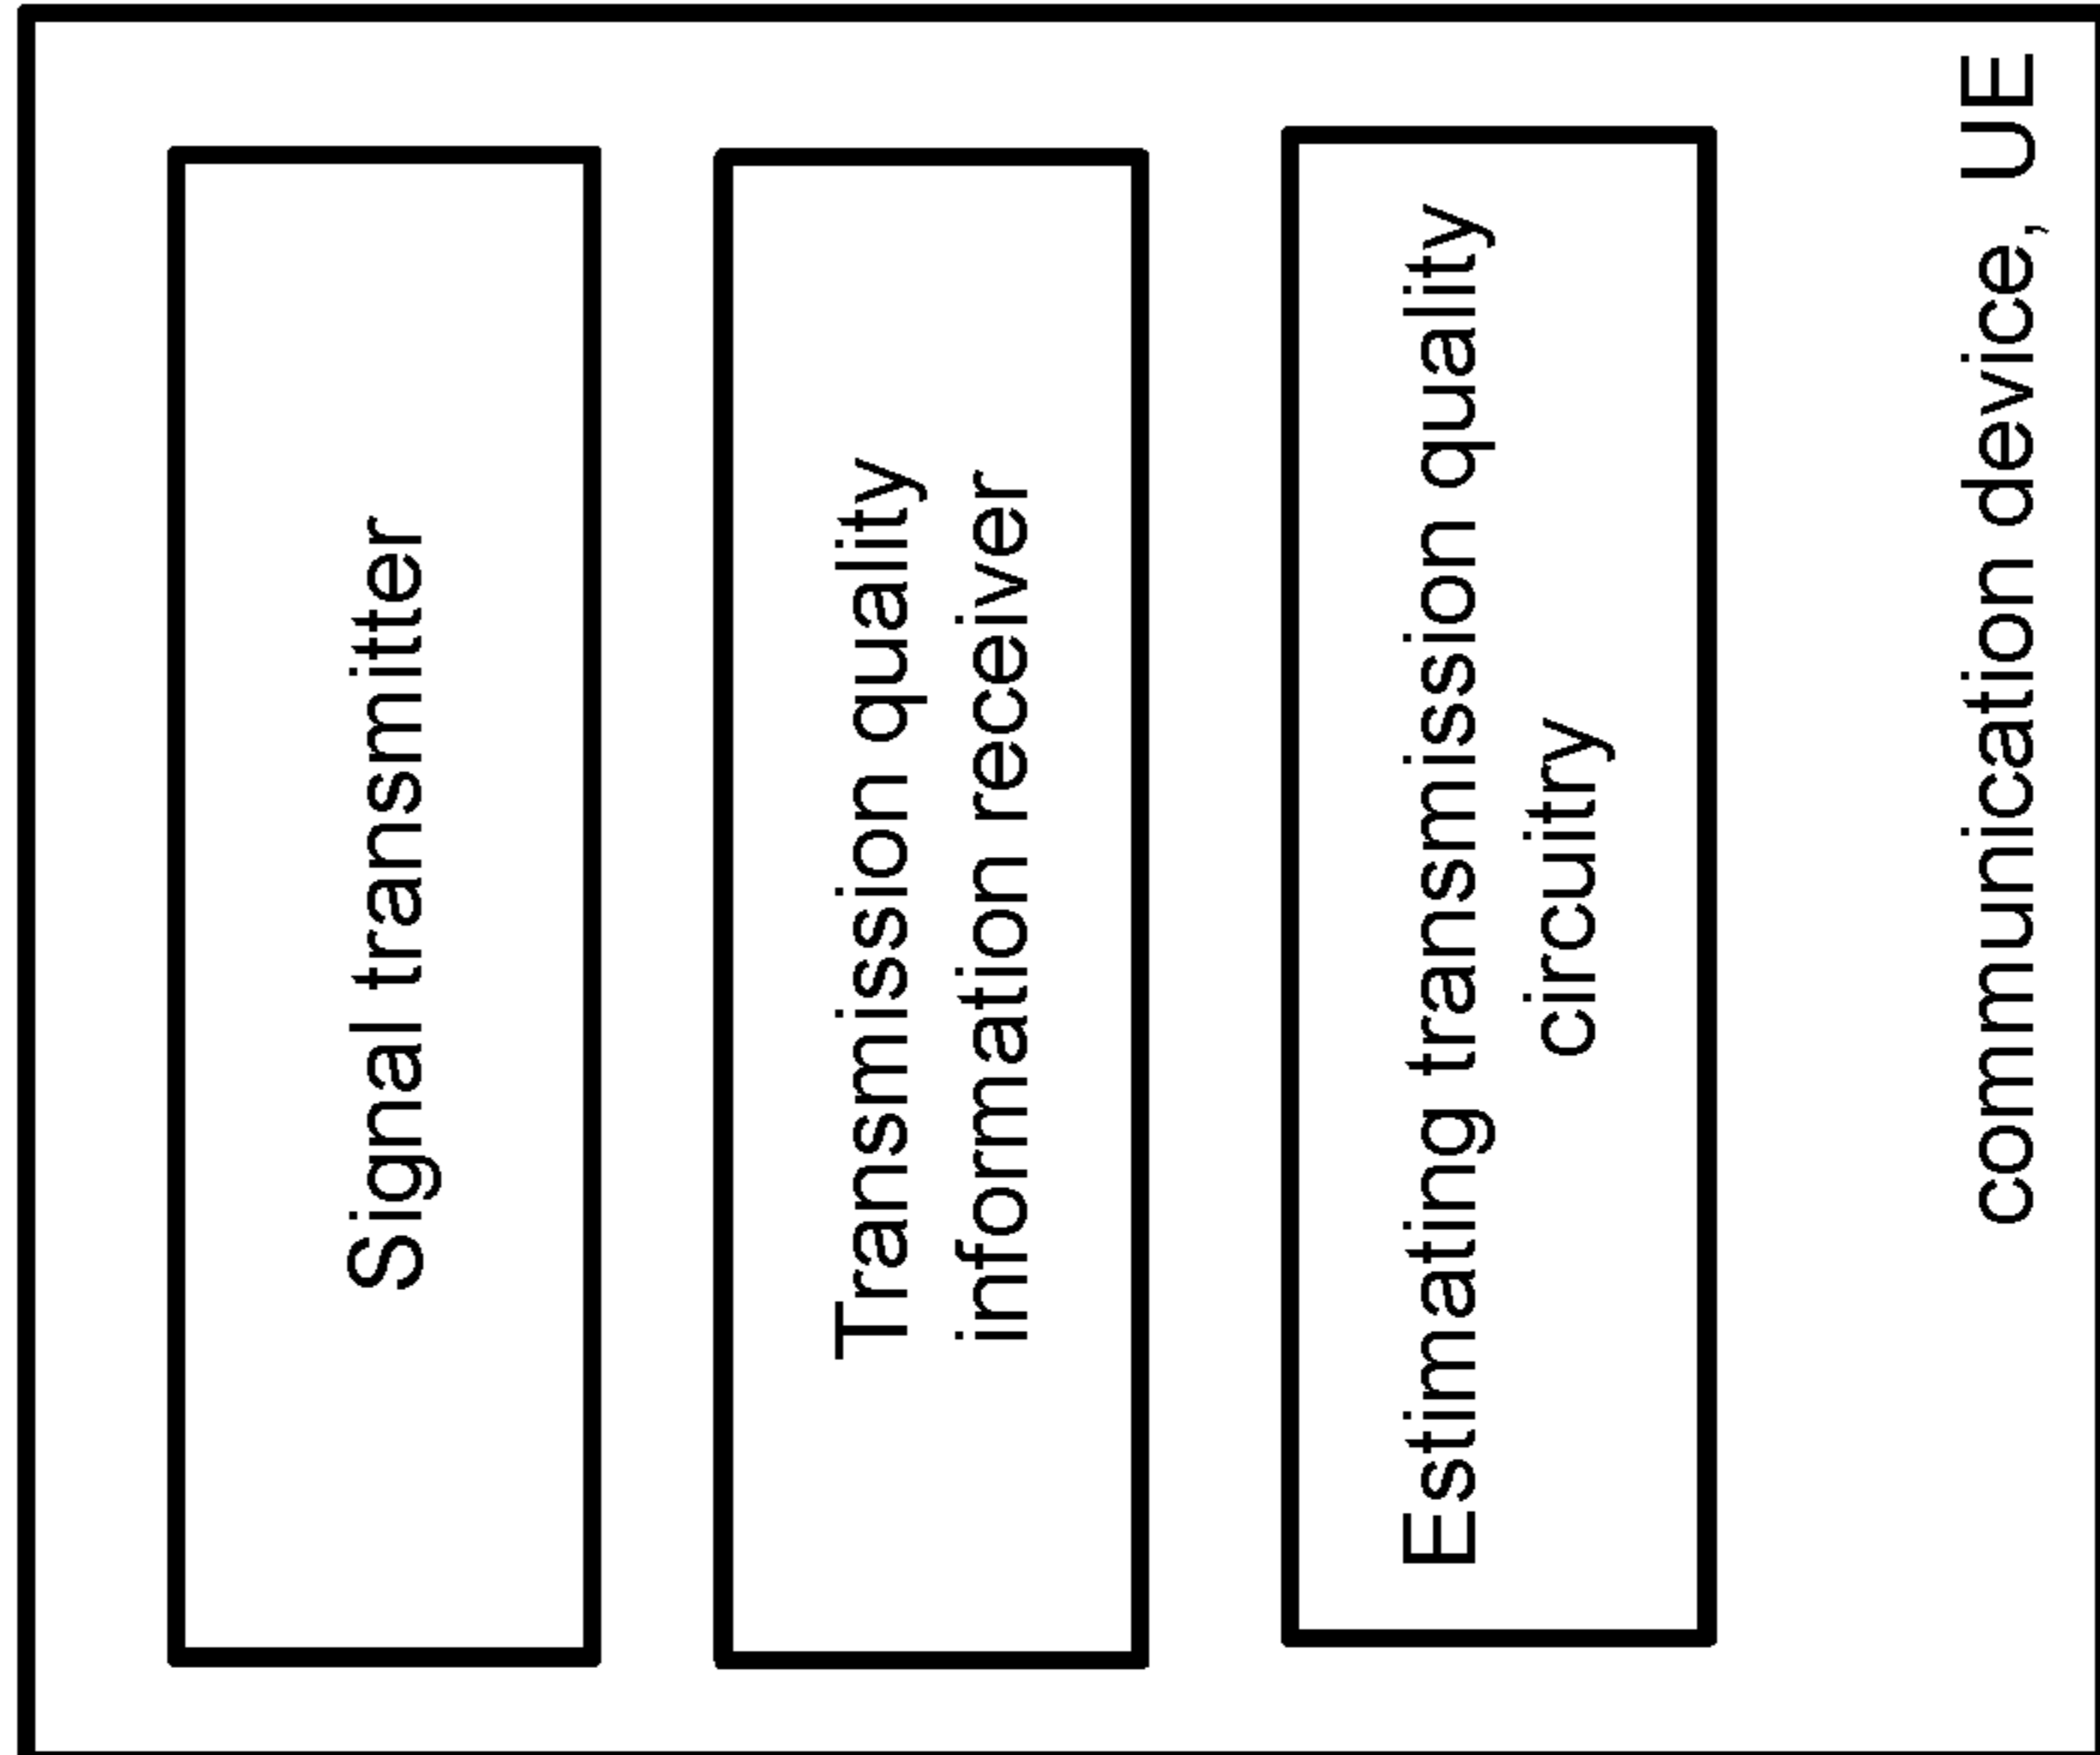 Signal transmitter
Transmission quality
information receiver
Estimating transmission quality
circuitry
communication device, UE